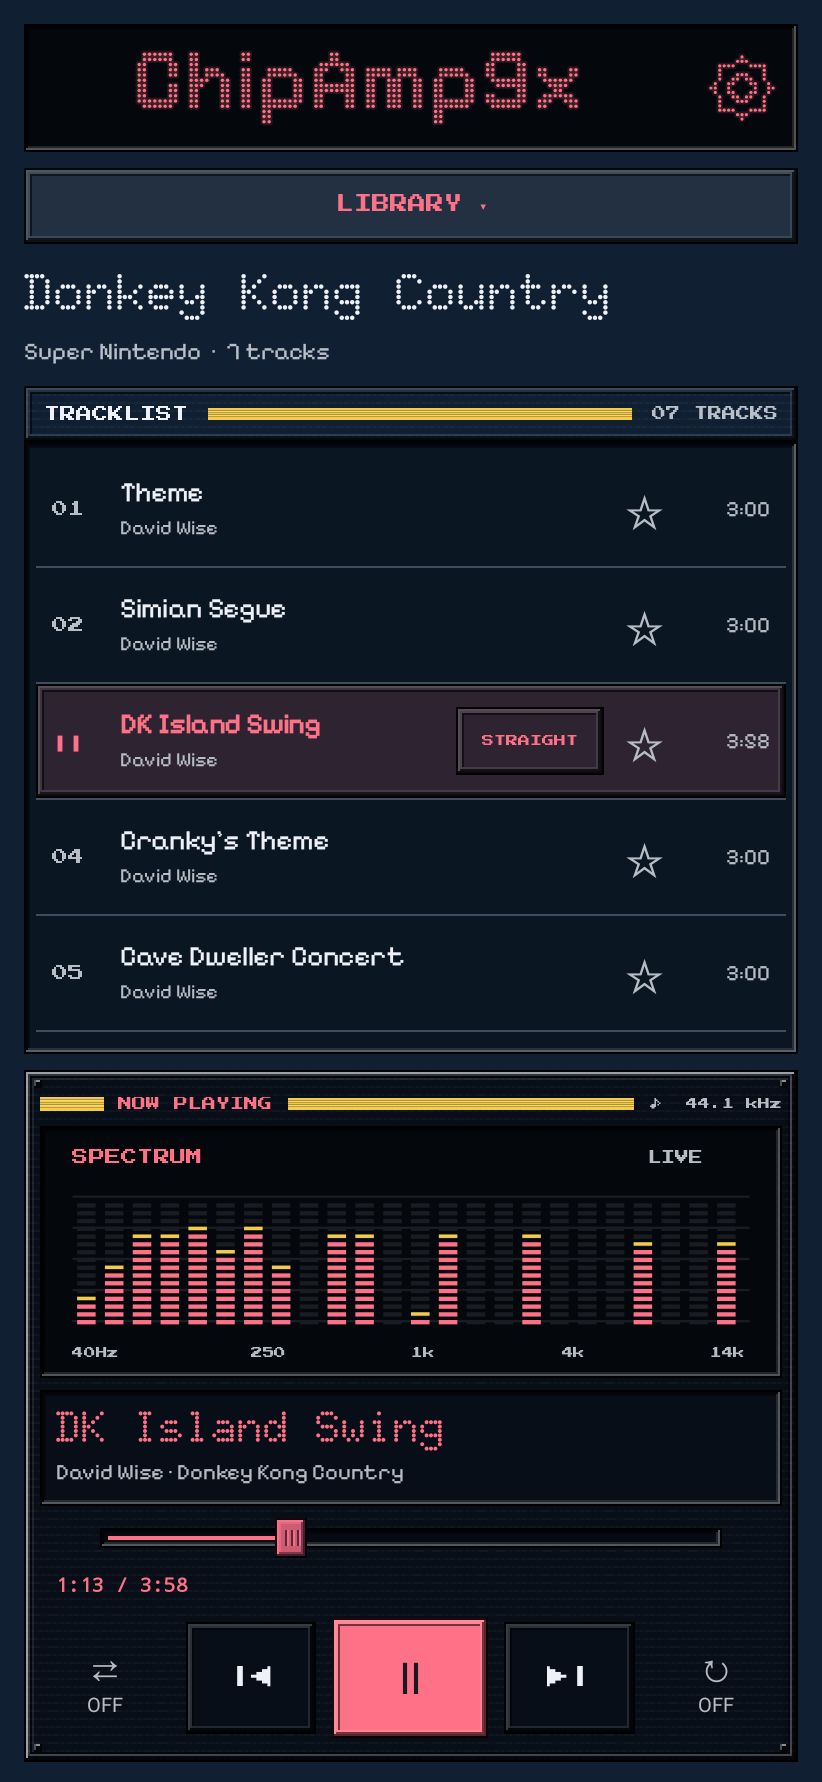 ChipAmp9x
LIBRARY ▾
Donkey Kong Country
Super Nintendo · 7 tracks
TRACKLIST 07 TRACKS
01 Theme ☆ 3:00
David Wise
02 Simian Segue ☆ 3:00
David Wise
DK Island Swing STRAIGHT ☆ 3:58
David Wise
04 Cranky's Theme ☆ 3:00
David Wise
05 Cave Dweller Concert ☆ 3:00
David Wise
NOW PLAYING ♪ 44.1 kHz
SPECTRUM LIVE
40Hz 250 1k 4k 14k
DK Island Swing
David Wise · Donkey Kong Country
1:13 / 3:58
OFF OFF